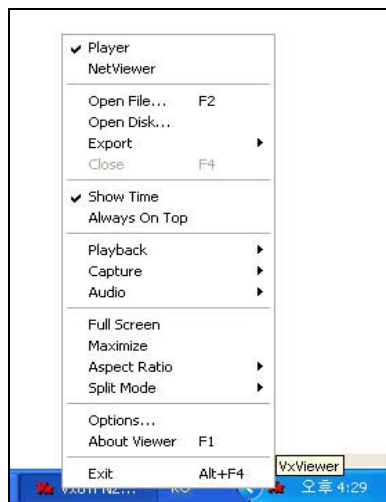 Player
NetViewer
Open File... F2
Open Disk...
Export
Close F4
Show Time
Always On Top
Playback
Capture
Audio
Full Screen
Maximize
Aspect Ratio
Split Mode
Options...
About Viewer F1
Exit Alt+F4
VxViewer
오후 4:29